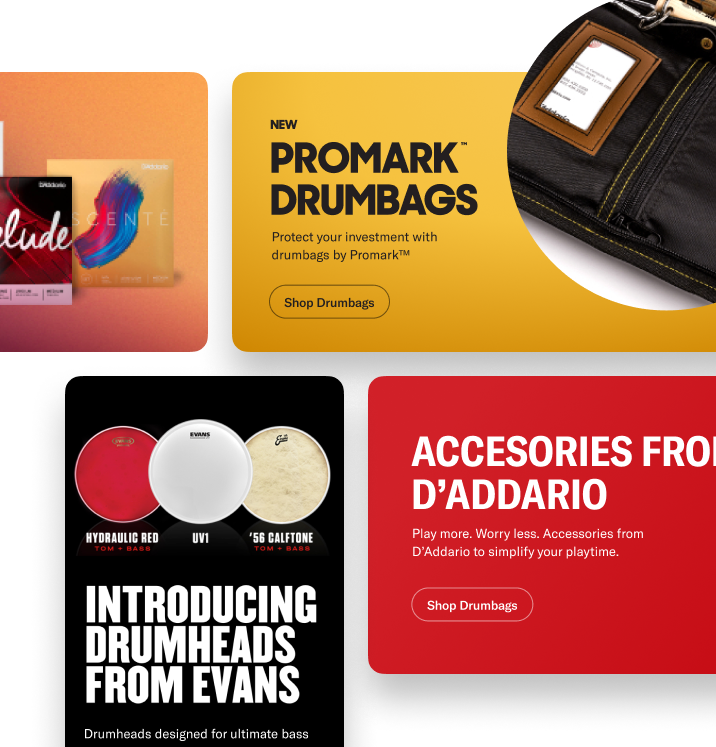 D'Addario
SCENTÉ
D'Addario
elude
NEW
PROMARK™
DRUMBAGS
Protect your investment with
drumbags by Promark™
Shop Drumbags
EVANS
HYDRAULIC RED
TOM + BASS
UV1
'56 CALFTONE
TOM + BASS
INTRODUCING
DRUMHEADS
FROM EVANS
Drumheads designed for ultimate bass
ACCESORIES FRO
D'ADDARIO
Play more. Worry less. Accessories from
D'Addario to simplify your playtime.
Shop Drumbags